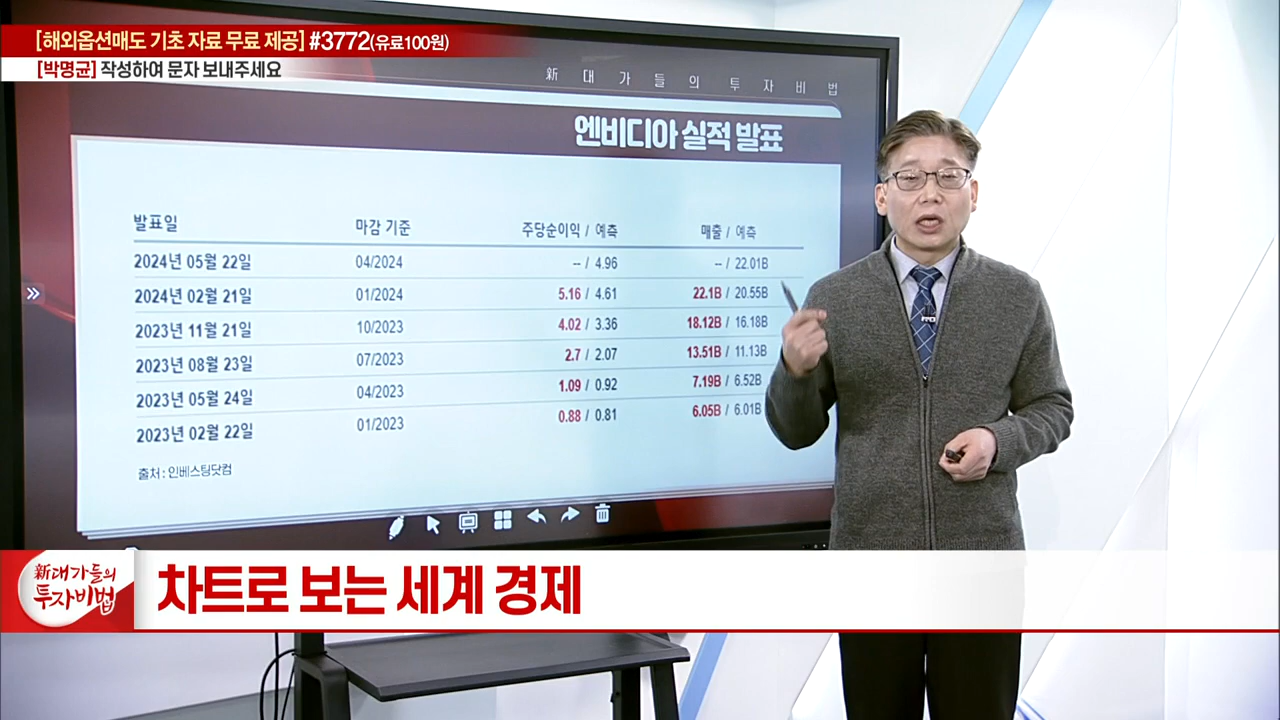 [해외옵션매도 기초 자료 무료 제공] #3772(유료100원)
[박명균] 작성하여 문자 보내주세요
新 대 가 들 의 투 자 비 법
엔비디아 실적 발표
발표일 마감 기준 주당순이익 / 예측 매출 / 예측
2024년 05월 22일 04/2024 -- / 4.96 -- / 22.01B
2024년 02월 21일 01/2024 5.16 / 4.61 22.1B / 20.55B
2023년 11월 21일 10/2023 4.02 / 3.36 18.12B / 16.18B
2023년 08월 23일 07/2023 2.7 / 2.07 13.51B / 11.13B
2023년 05월 24일 04/2023 1.09 / 0.92 7.19B / 6.52B
2023년 02월 22일 01/2023 0.88 / 0.81 6.05B / 6.01B
출처 : 인베스팅닷컴
新대가들의
투자비법
차트로 보는 세계 경제